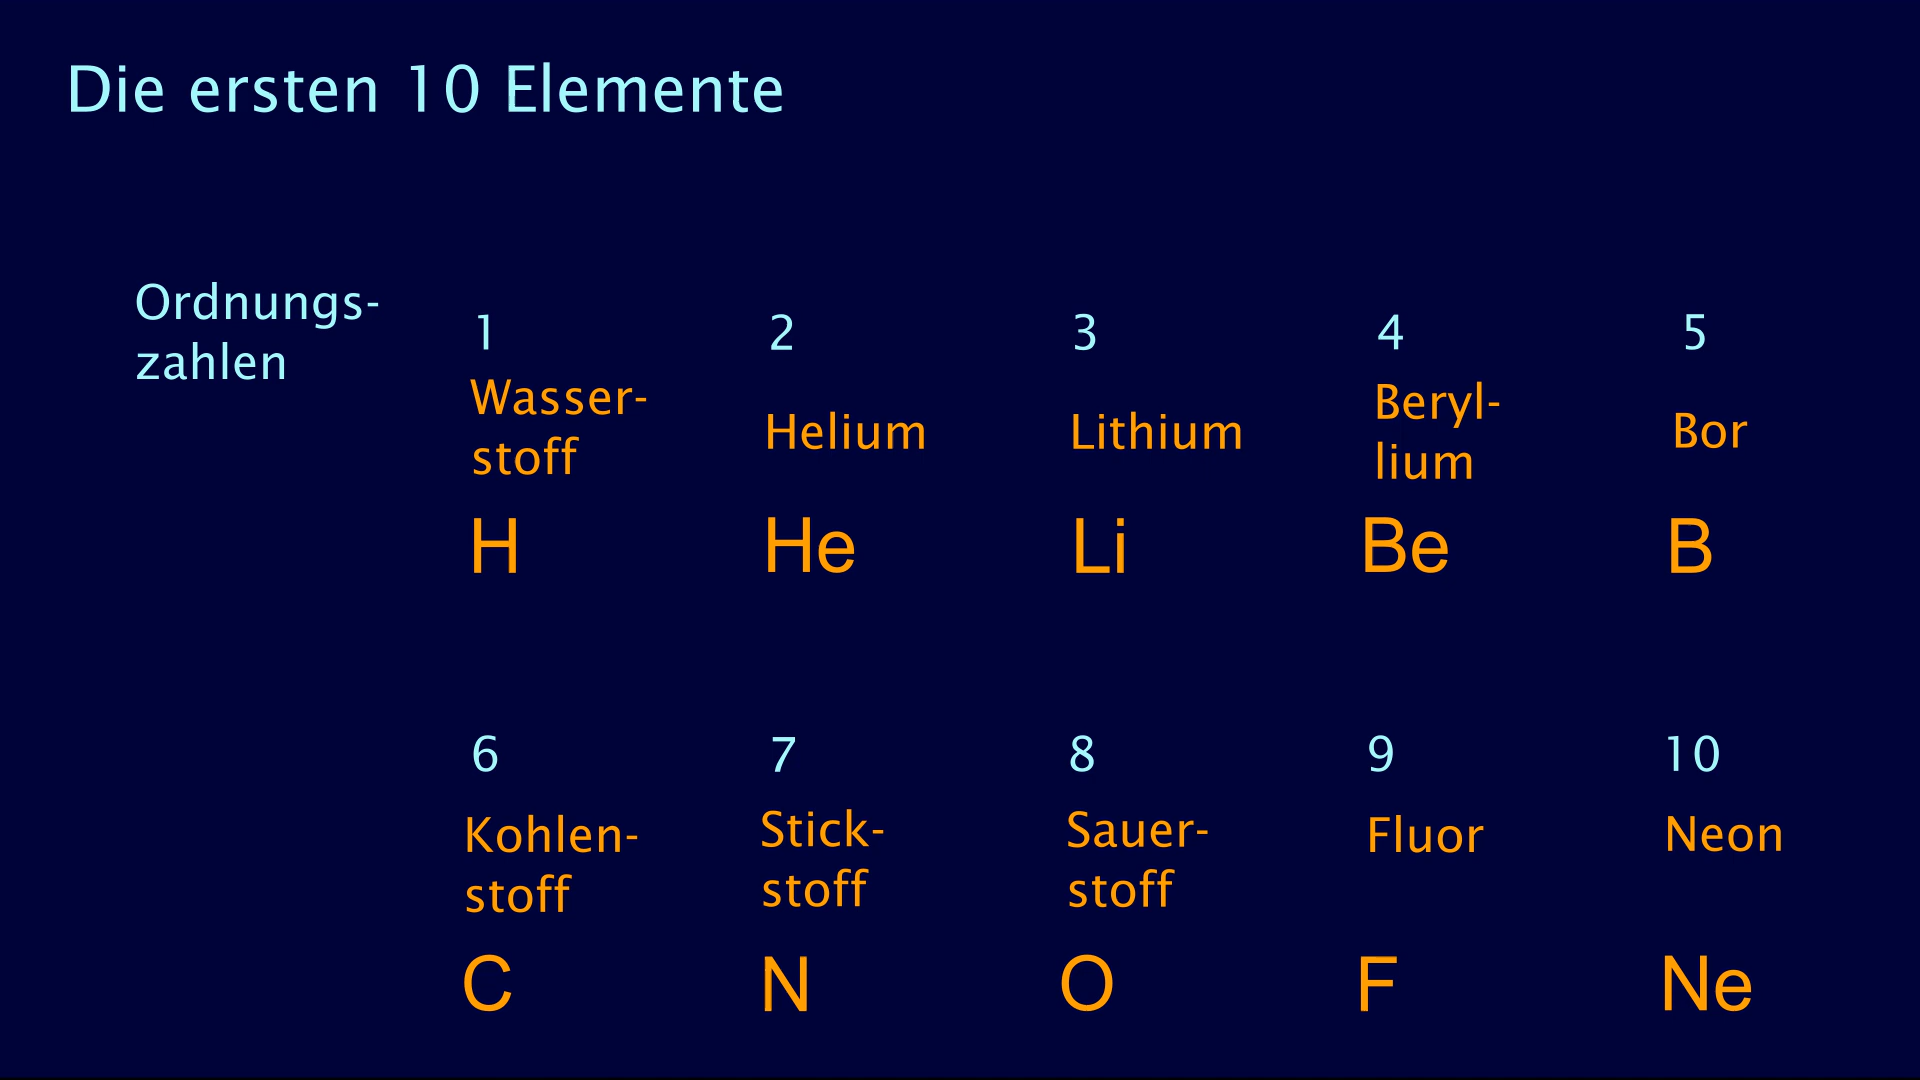 Die ersten 10 Elemente
Ordnungs-
zahlen
1 2 3 4 5
Wasser-
stoff
Helium
Lithium
Beryl-
lium
Bor
H He Li Be B
6 7 8 9 10
Kohlen-
stoff
Stick-
stoff
Sauer-
stoff
Fluor
Neon
C N O F Ne